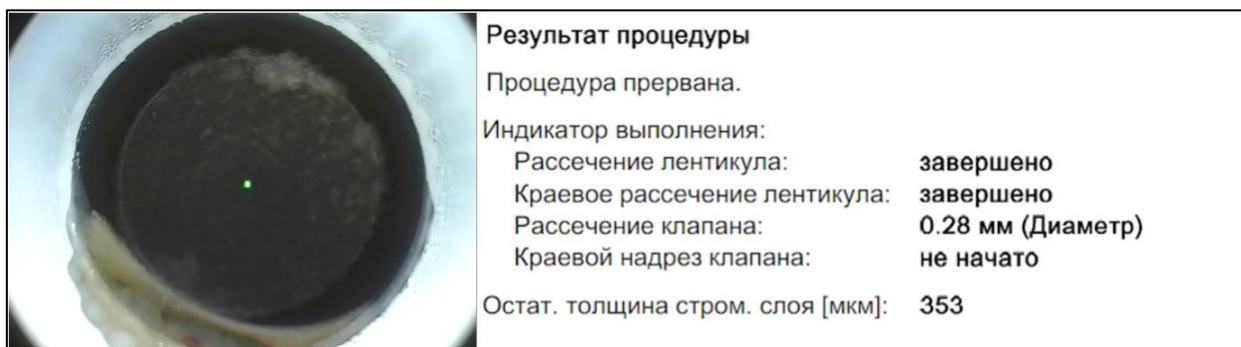 Результат процедуры
Процедура прервана.
Индикатор выполнения:
Рассечение лентикула: завершено
Краевое рассечение лентикула: завершено
Рассечение клапана: 0.28 мм (Диаметр)
Краевой надрез клапана: не начато
Остат. толщина стром. слоя [мкм]: 353